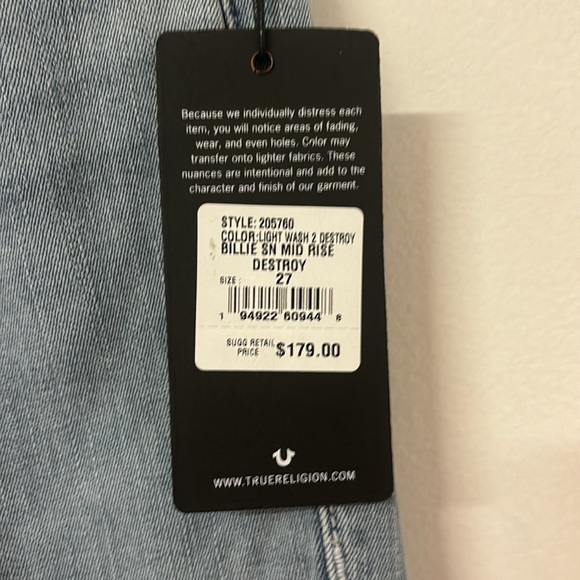 Because we individually distress each
item, you will notice areas of fading,
wear, and even holes. Color may
transfer onto lighter fabrics. These
nuances are intentional and add to the
character and finish of our garment.
STYLE: 205760
COLOR:LIGHT WASH 2 DESTROY
BILLIE SN MID RISE
DESTROY
SIZE: 27
1 94922 60944 8
SUGG RETAIL
PRICE $179.00
WWW.TRUERELIGION.COM